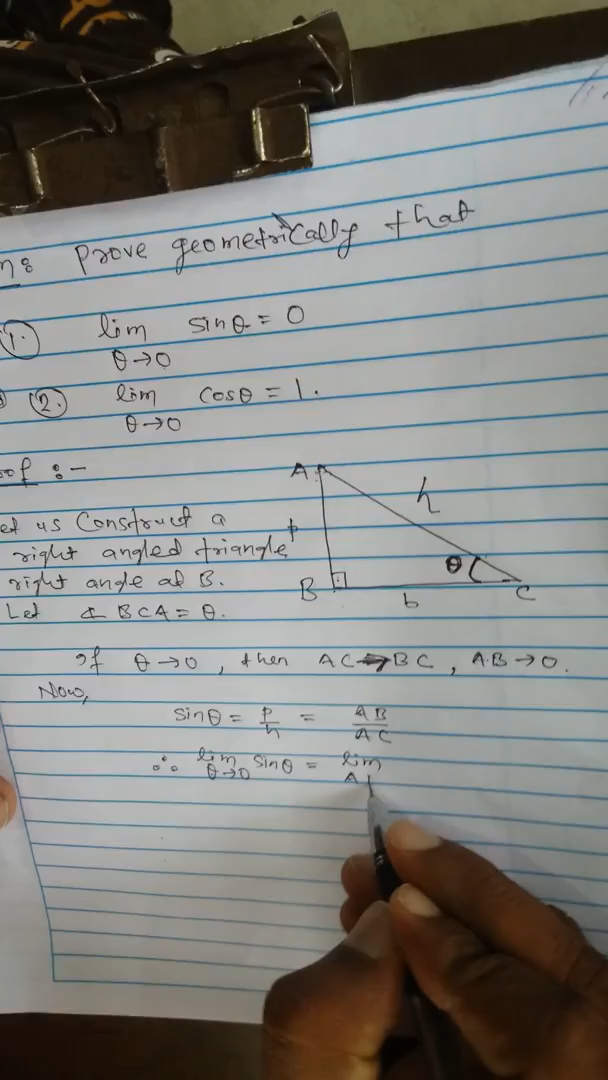 Prove geometrically that
1. lim sinθ = 0
θ→0
2. lim cosθ = 1.
θ→0
:-
A
h
us Construct a
p
right angled triangle
θ
right angle at B.
B
b
C
Let ∠BCA = θ.
If θ→0, then AC→BC, AB→0.
Now,
sinθ = p/h = AB/AC
∴ lim sinθ = lim
θ→0 A